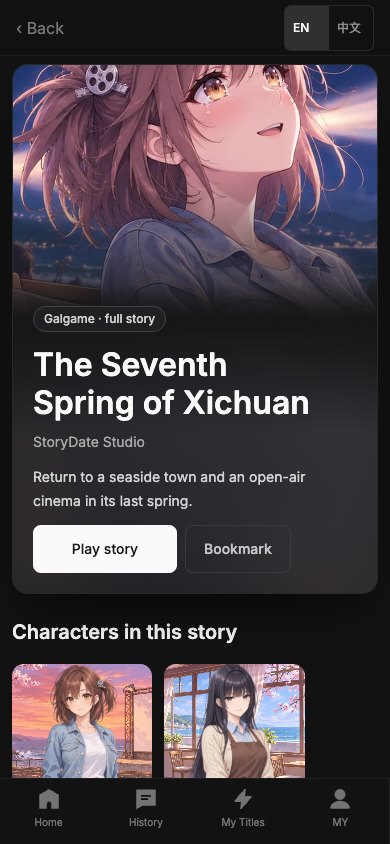 ‹ Back
EN
中文
Galgame · full story
The Seventh
Spring of Xichuan
StoryDate Studio
Return to a seaside town and an open-air
cinema in its last spring.
Play story
Bookmark
Characters in this story
Home
History
My Titles
MY